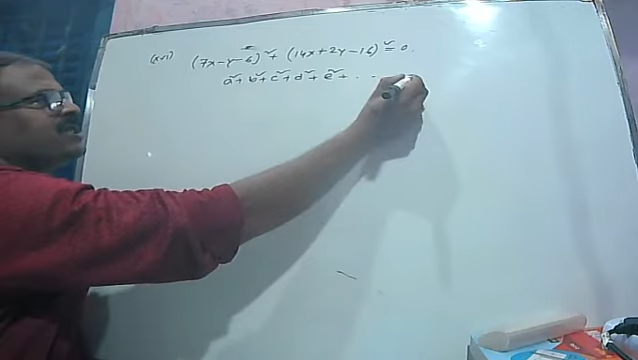 (xvi) (7x-y-6)² + (14x+2y-16)² = 0.
a²+b²+c²+d²+e²+ . . -